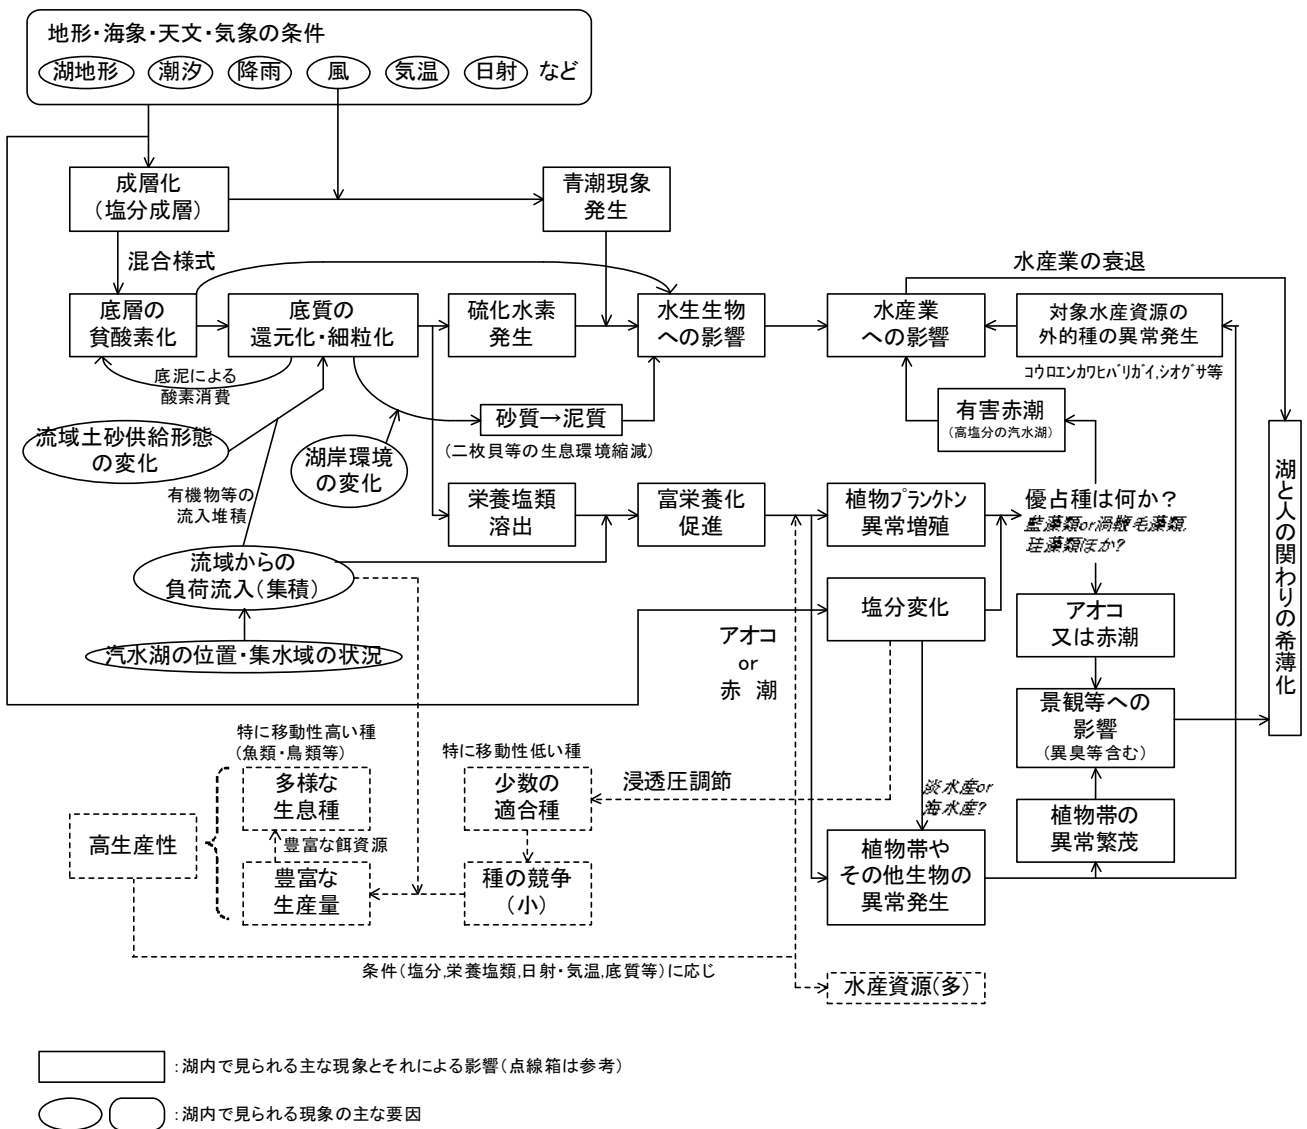 地形・海象・天文・気象の条件
湖地形 潮汐 降雨 風 気温 日射 など
成層化
(塩分成層)
青潮現象
発生
混合様式
水産業の衰退
底層の
貧酸素化
底質の
還元化・細粒化
硫化水素
発生
水生生物
への影響
水産業
への影響
対象水産資源の
外的種の異常発生
コウロエンカワヒバリガイ,シオグサ等
底泥による
酸素消費
有害赤潮
(高塩分の汽水湖)
砂質→泥質
(二枚貝等の生息環境縮減)
流域土砂供給形態
の変化
湖岸環境
の変化
有機物等の
流入堆積
栄養塩類
溶出
富栄養化
促進
植物プランクトン
異常増殖
優占種は何か?
藍藻類or渦鞭毛藻類,
珪藻類ほか?
湖と人の関わりの希薄化
流域からの
負荷流入(集積)
塩分変化
アオコ
又は赤潮
アオコ
or
赤 潮
汽水湖の位置・集水域の状況
景観等への
影響
(異臭等含む)
特に移動性高い種
(魚類・鳥類等)
特に移動性低い種
多様な
生息種
少数の
適合種
浸透圧調節
淡水産or
海水産?
植物帯の
異常繁茂
高生産性
豊富な餌資源
豊富な
生産量
種の競争
(小)
植物帯や
その他生物の
異常発生
条件(塩分,栄養塩類,日射・気温,底質等)に応じ
水産資源(多)
:湖内で見られる主な現象とそれによる影響(点線箱は参考)
:湖内で見られる現象の主な要因